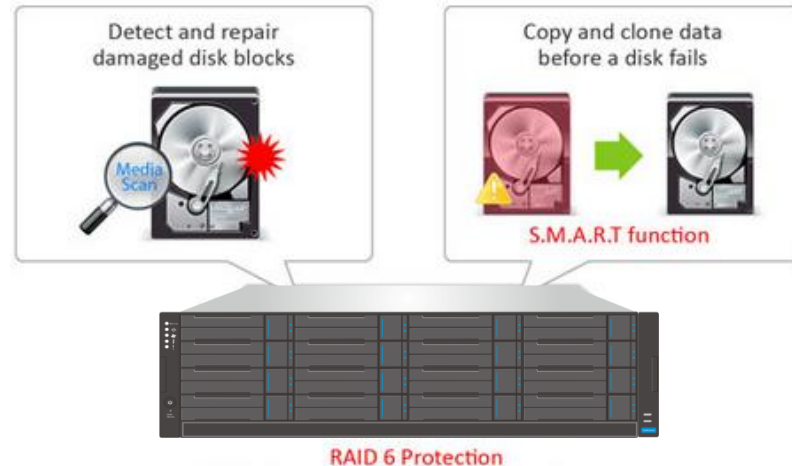 Detect and repair
damaged disk blocks
Media
Scan
Copy and clone data
before a disk fails
S.M.A.R.T function
RAID 6 Protection